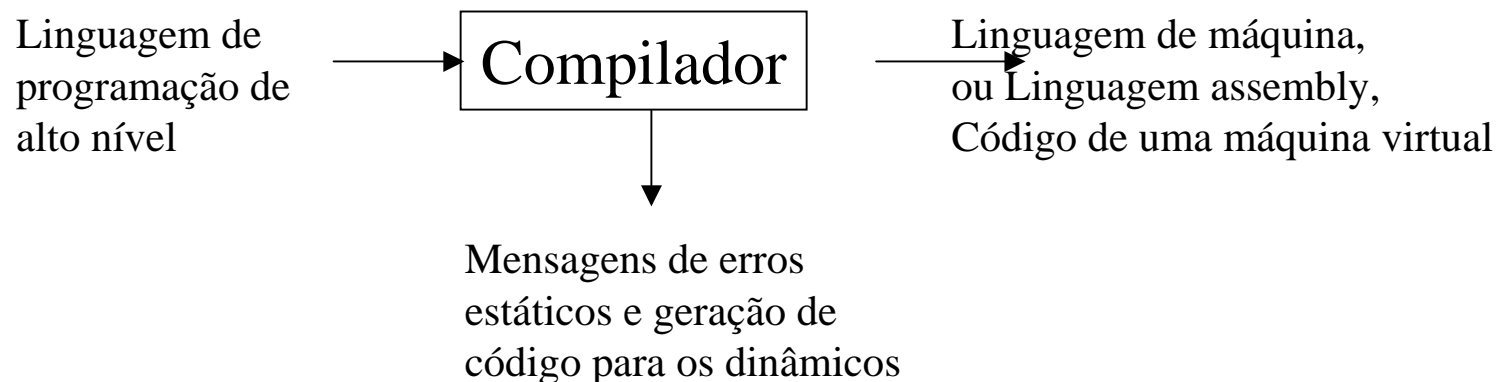 Linguagem de
programação de
alto nível
Compilador
Linguagem de máquina,
ou Linguagem assembly,
Código de uma máquina virtual
Mensagens de erros
estáticos e geração de
código para os dinâmicos